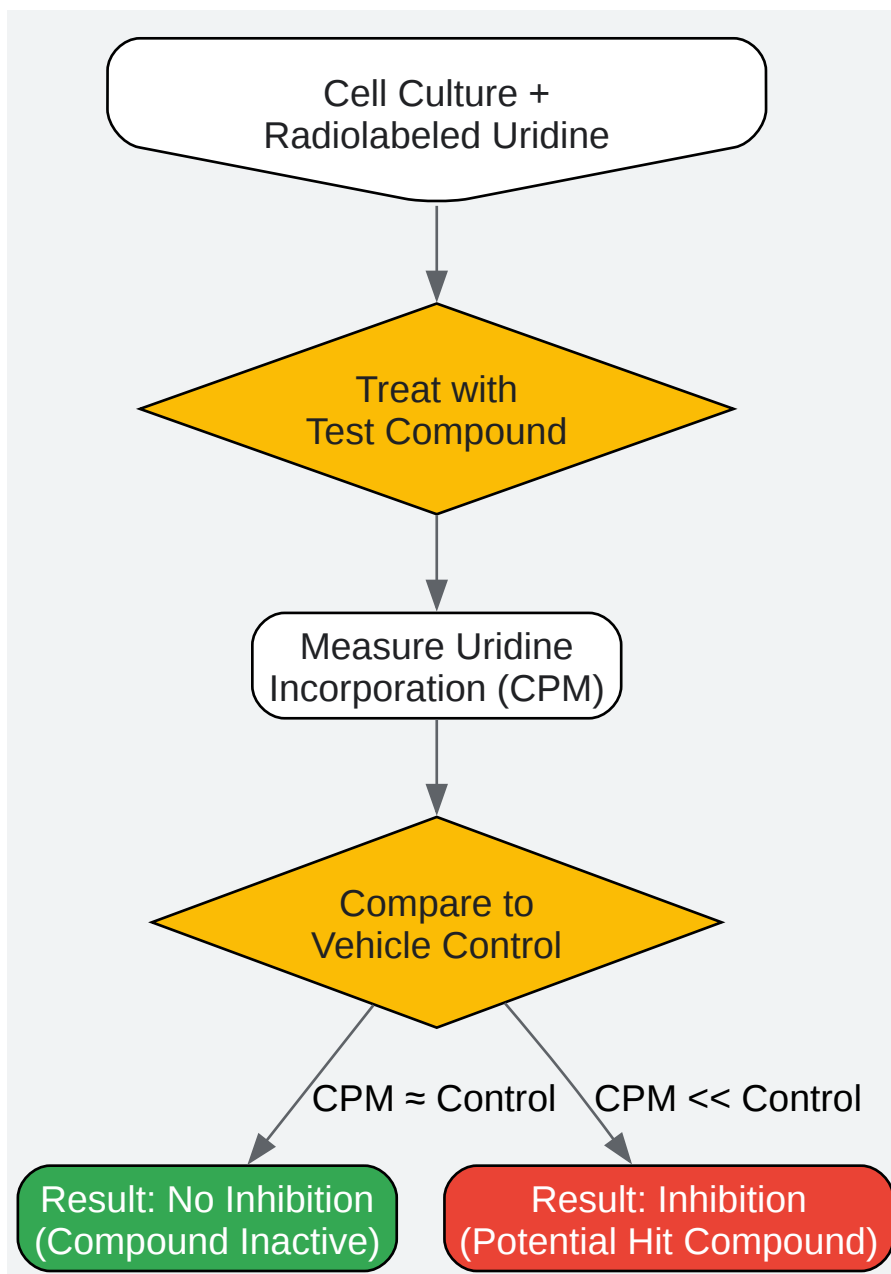 Cell Culture +
Radiolabeled Uridine
Treat with
Test Compound
Measure Uridine
Incorporation (CPM)
Compare to
Vehicle Control
CPM ≈ Control
CPM << Control
Result: No Inhibition
(Compound Inactive)
Result: Inhibition
(Potential Hit Compound)